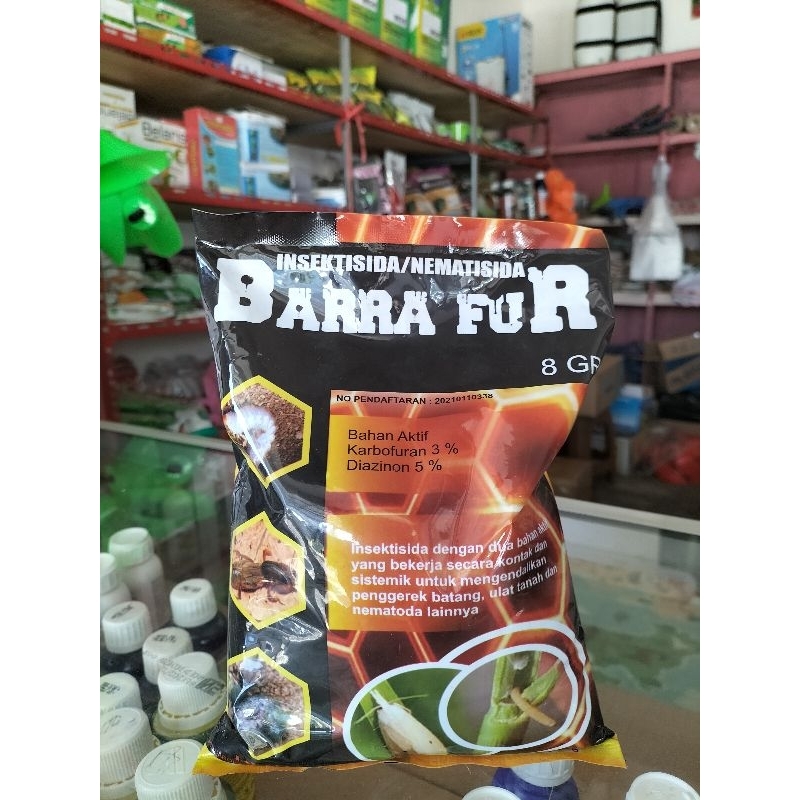 INSEKTISIDA/NEMATISIDA
BARRA FUR
8 GR
NO PENDAFTARAN : 20210110338
Bahan Aktif
Karbofuran 3 %
Diazinon 5 %
Insektisida dengan dua bahan aktif
yang bekerja secara kontak dan
sistemik untuk mengendalikan
penggerek batang, ulat tanah dan
nematoda lainnya